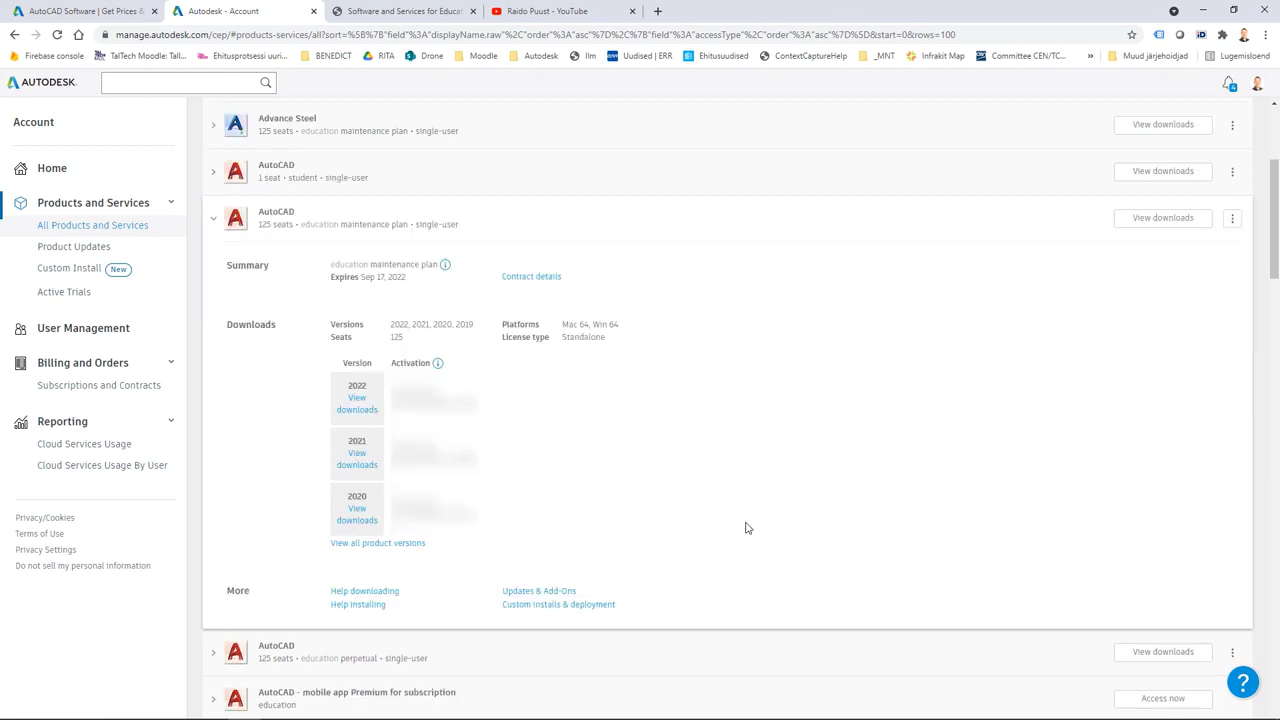 AutoCAD Software | Get Prices &
Autodesk - Account
Software and Services for Educat
Raido Puust - YouTube
manage.autodesk.com/cep/#products-services/all?sort=%5B%7B"field"%3A"displayName.raw"%2C"order"%3A"asc"%7D%2C%7B"field"%3A"accessType"%2C"order"%3A"asc"%7D%5D&start=0&rows=100
Firebase console
TalTech Moodle. Tallin...
Ehitusprotsessi uurri...
BENEDICT
RITA
Drone
Moodle
Autodesk
Ilm
Uudised | ERR
Ehitusuudised
ContextCaptureHelp
_MNT
Infrakit Map
Committee CEN/TC...
»
Muud järjehoidjad
Lugemisloend
AUTODESK.
4
Account
Home
Products and Services
All Products and Services
Product Updates
Custom Install New
Active Trials
User Management
Billing and Orders
Subscriptions and Contracts
Reporting
Cloud Services Usage
Cloud Services Usage By User
Privacy/Cookies
Terms of Use
Privacy Settings
Do not sell my personal information
Advance Steel
125 seats • education maintenance plan • single-user
View downloads
AutoCAD
1 seat • student • single-user
View downloads
AutoCAD
125 seats • education maintenance plan • single-user
View downloads
Summary
education maintenance plan
Expires Sep 17, 2022
Contract details
Downloads
Versions 2022, 2021, 2020, 2019
Seats 125
Platforms Mac 64, Win 64
License type Standalone
Version Activation
2022
View
downloads
2021
View
downloads
2020
View
downloads
View all product versions
More
Help downloading
Help installing
Updates & Add-Ons
Custom installs & deployment
AutoCAD
125 seats • education perpetual • single-user
View downloads
AutoCAD - mobile app Premium for subscription
education
Access now
?